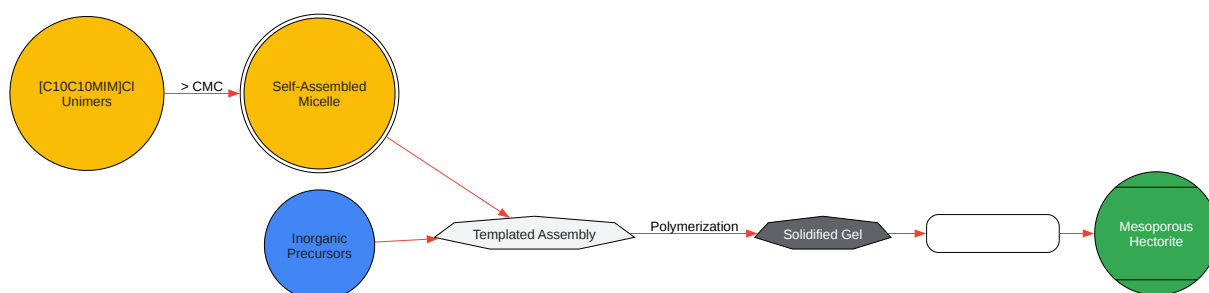 [C10C10MIM]Cl
Unimers
> CMC
Self-Assembled
Micelle
Inorganic
Precursors
Templated Assembly
Polymerization
Solidified Gel
Mesoporous
Hectorite